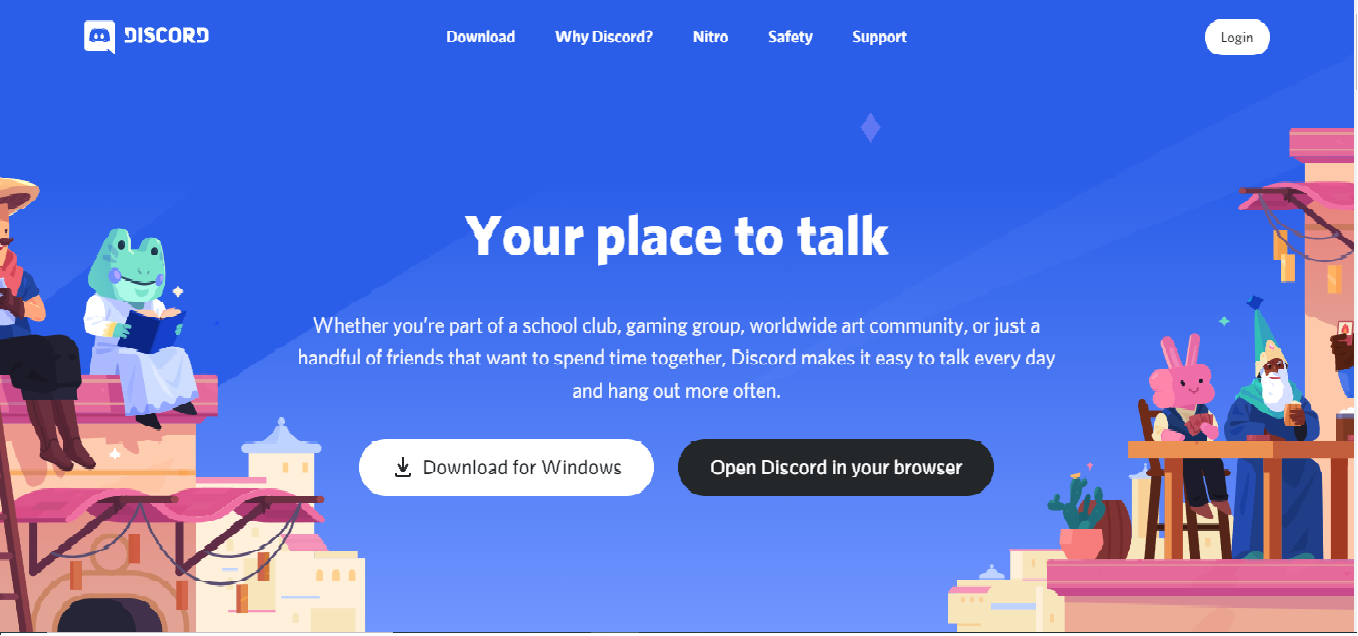 DISCORD
Download Why Discord? Nitro Safety Support
Login
Your place to talk
Whether you're part of a school club, gaming group, worldwide art community, or just a
handful of friends that want to spend time together, Discord makes it easy to talk every day
and hang out more often.
Download for Windows
Open Discord in your browser